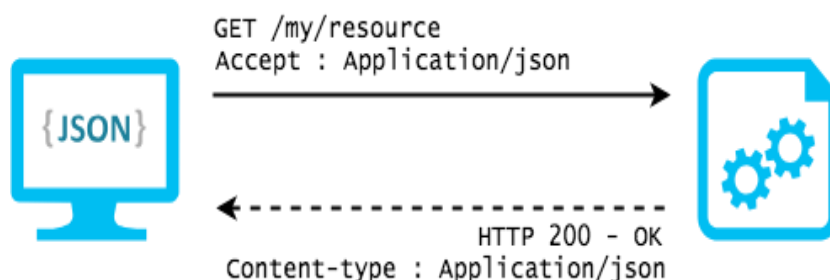 GET /my/resource
Accept : Application/json
{JSON}
HTTP 200 - OK
Content-type : Application/json